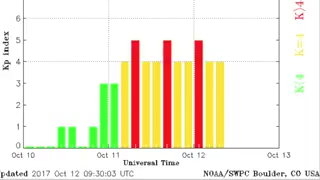 K>4
K=4
K<4
Kp index
6
5
4
3
2
1
0
Oct 10
Oct 11
Oct 12
Oct 13
Universal Time
pdated 2017 Oct 12 09:30:03 UTC
NOAA/SWPC Boulder, CO USA